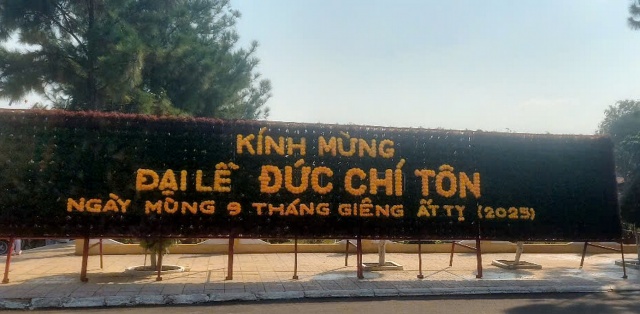 KÍNH MỪNG
ĐẠI LỄ ĐỨC CHÍ TÔN
NGÀY MÙNG 9 THÁNG GIÊNG ẤT TỴ (2025)